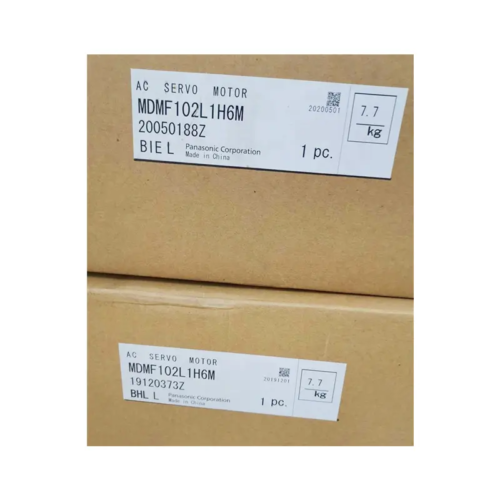 AC SERVO MOTOR
MDMF102L1H6M
20050188Z
BIE L Panasonic Corporation
Made in China
20200501
1 pc.
7.7
kg
AC SERVO MOTOR
MDMF102L1H6M
19120373Z
BHL L Panasonic Corporation
Made in China
20191201
1 pc.
7.7
kg